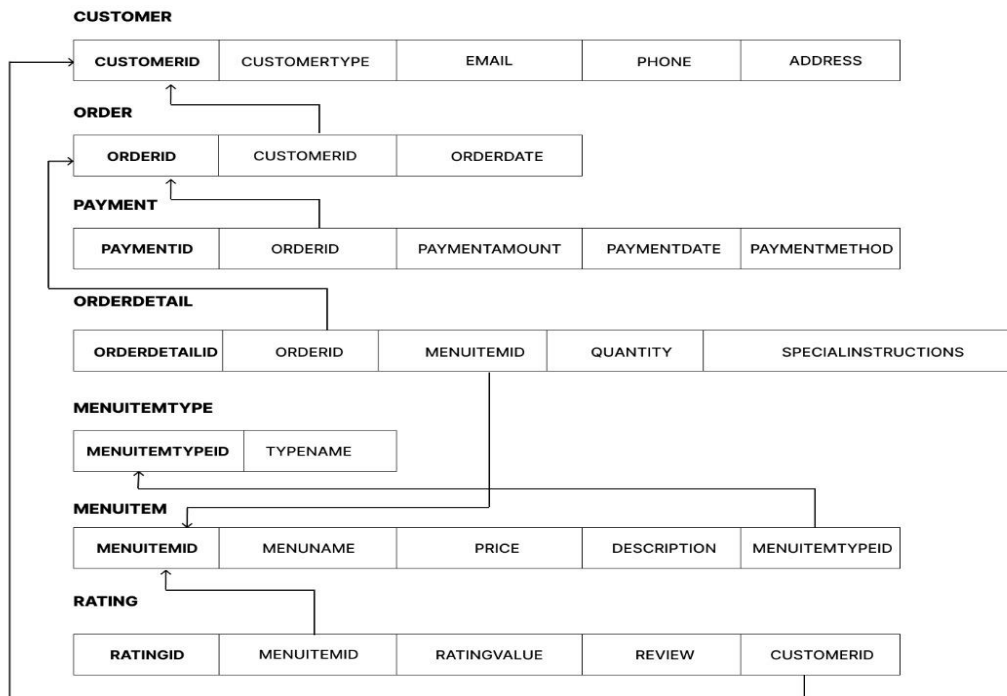 CUSTOMER
CUSTOMERID CUSTOMERTYPE EMAIL PHONE ADDRESS
ORDER
ORDERID CUSTOMERID ORDERDATE
PAYMENT
PAYMENTID ORDERID PAYMENTAMOUNT PAYMENTDATE PAYMENTMETHOD
ORDERDETAIL
ORDERDETAILID ORDERID MENUITEMID QUANTITY SPECIALINSTRUCTIONS
MENUITEMTYPE
MENUITEMTYPEID TYPENAME
MENUITEM
MENUITEMID MENUNAME PRICE DESCRIPTION MENUITEMTYPEID
RATING
RATINGID MENUITEMID RATINGVALUE REVIEW CUSTOMERID